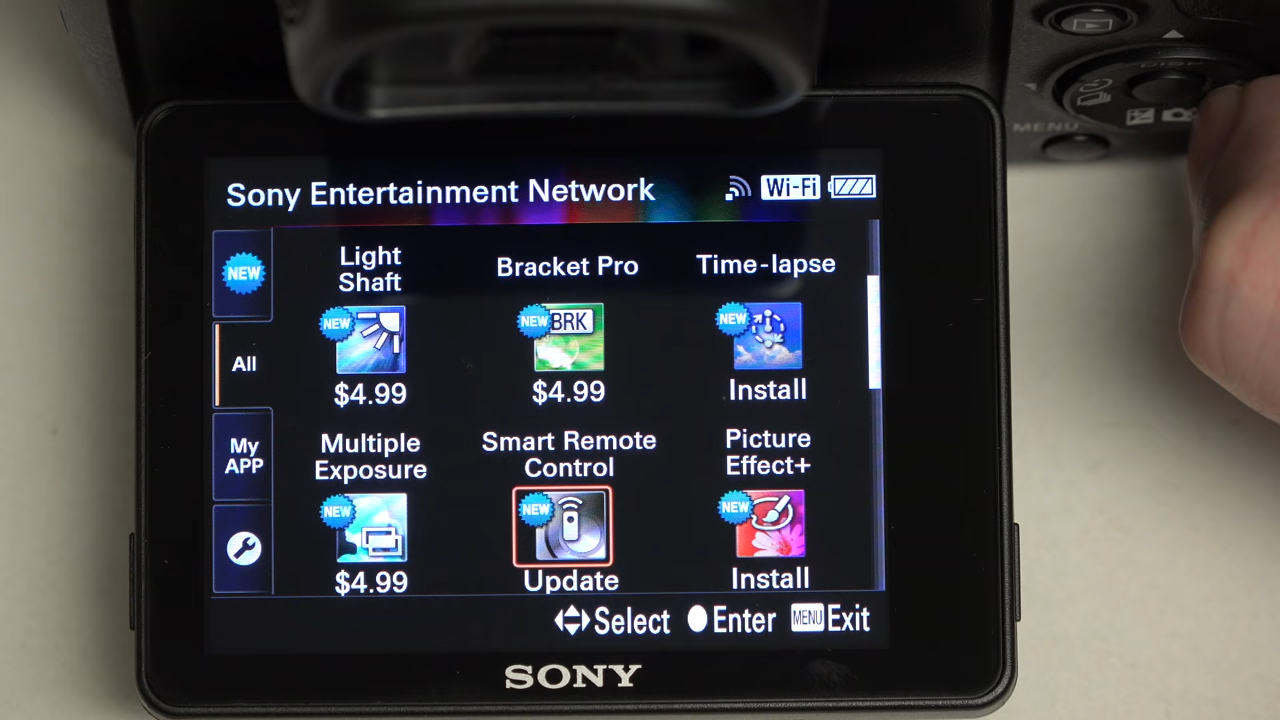 DISP
MENU
Sony Entertainment Network
Wi-Fi
NEW
All
My
APP
Light
Shaft
NEW
$4.99
Bracket Pro
NEW
BRK
$4.99
Time-lapse
NEW
Install
Multiple
Exposure
NEW
$4.99
Smart Remote
Control
NEW
Update
Picture
Effect+
NEW
Install
Select
Enter
MENU
Exit
SONY